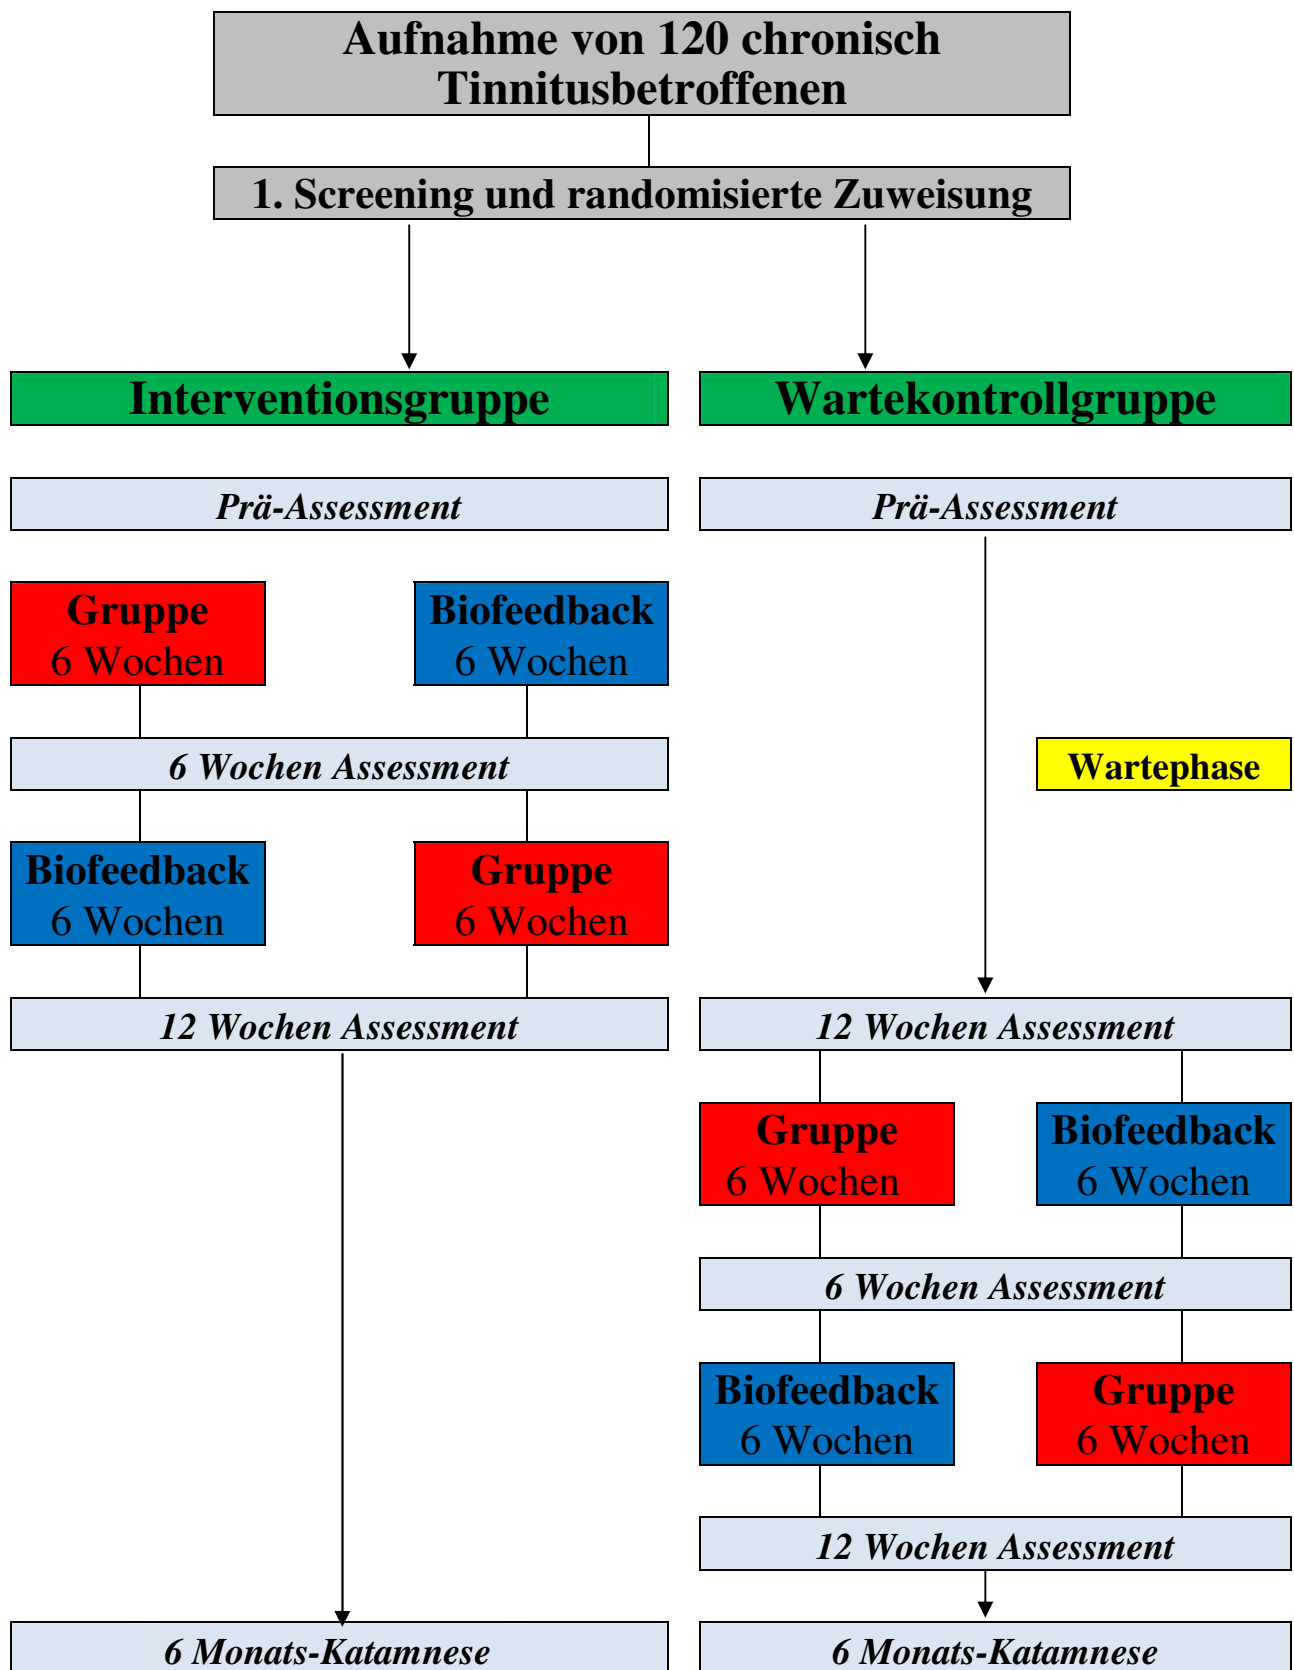 Aufnahme von 120 chronisch
Tinnitusbetroffenen
1. Screening und randomisierte Zuweisung
Interventionsgruppe
Wartekontrollgruppe
Prä-Assessment
Prä-Assessment
Gruppe
6 Wochen
Biofeedback
6 Wochen
6 Wochen Assessment
Wartephase
Biofeedback
6 Wochen
Gruppe
6 Wochen
12 Wochen Assessment
12 Wochen Assessment
Gruppe
6 Wochen
Biofeedback
6 Wochen
6 Wochen Assessment
Biofeedback
6 Wochen
Gruppe
6 Wochen
12 Wochen Assessment
6 Monats-Katamnese
6 Monats-Katamnese